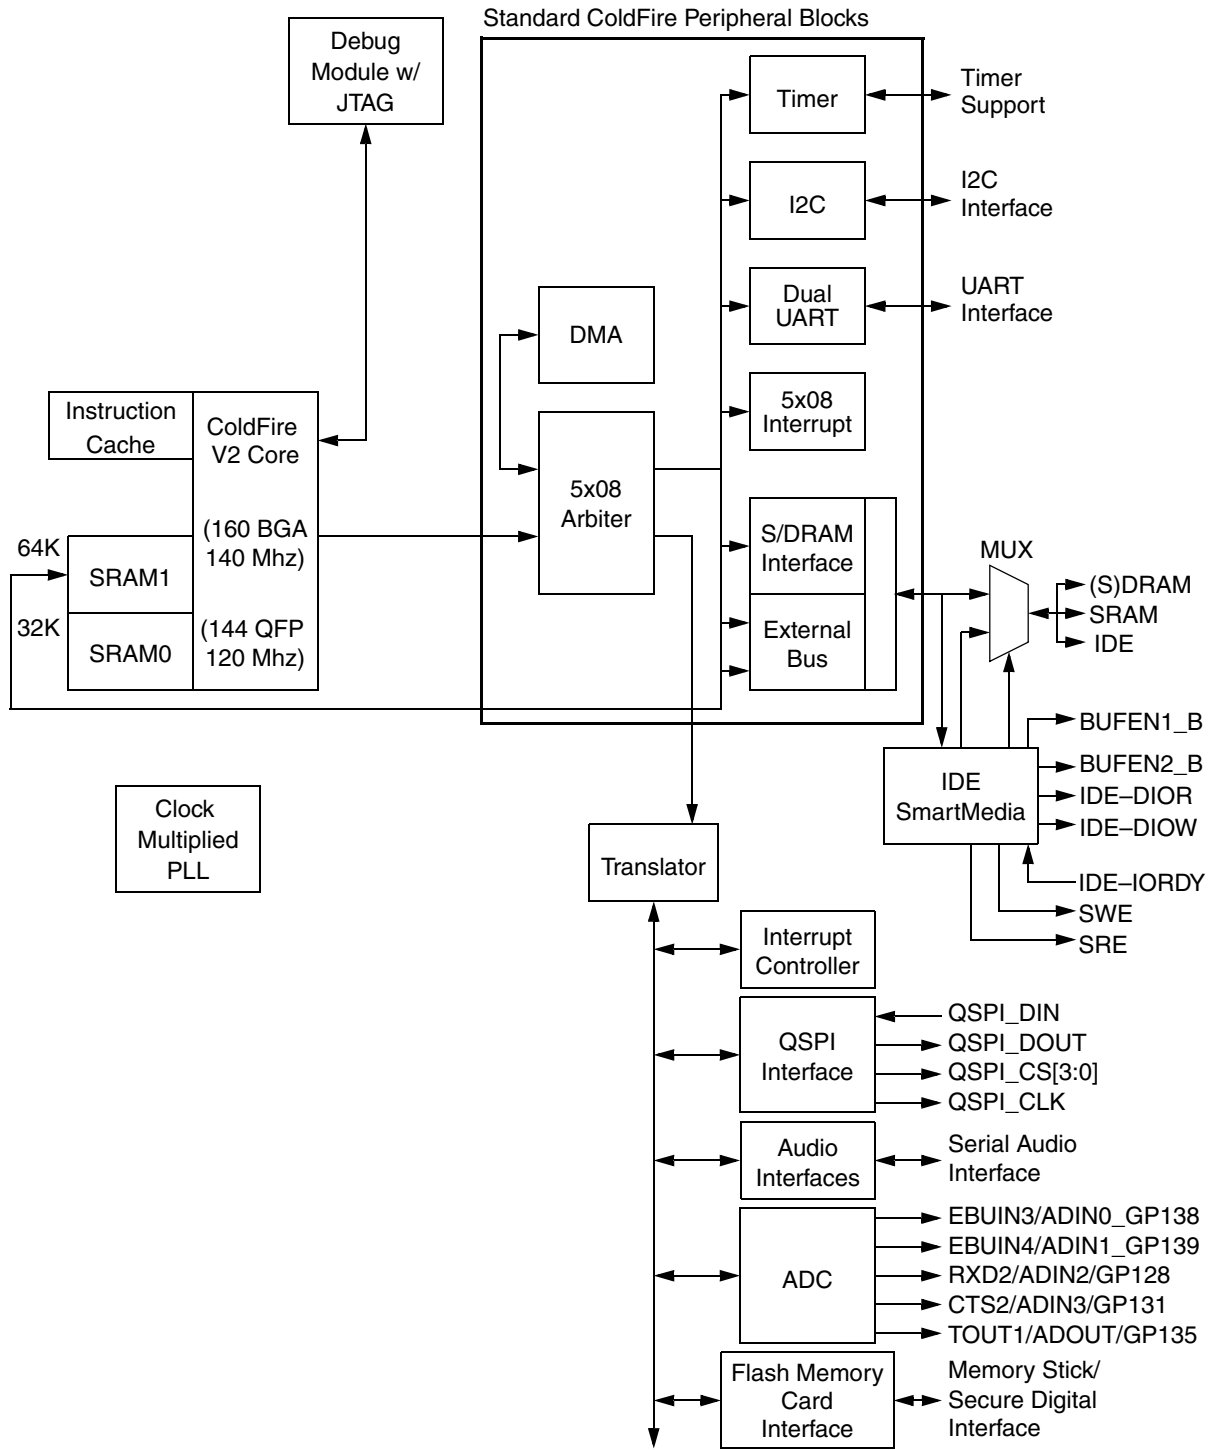 Standard ColdFire Peripheral Blocks
Debug
Module w/
JTAG
Timer
Timer
Support
I2C
I2C
Interface
Dual
UART
UART
Interface
DMA
5x08
Interrupt
Instruction
Cache
ColdFire
V2 Core
(160 BGA
140 Mhz)
(144 QFP
120 Mhz)
64K
SRAM1
32K
SRAM0
5x08
Arbiter
S/DRAM
Interface
External
Bus
MUX
(S)DRAM
SRAM
IDE
IDE
SmartMedia
BUFEN1_B
BUFEN2_B
IDE–DIOR
IDE–DIOW
IDE–IORDY
SWE
SRE
Clock
Multiplied
PLL
Translator
Interrupt
Controller
QSPI
Interface
QSPI_DIN
QSPI_DOUT
QSPI_CS[3:0]
QSPI_CLK
Audio
Interfaces
Serial Audio
Interface
ADC
EBUIN3/ADIN0_GP138
EBUIN4/ADIN1_GP139
RXD2/ADIN2/GP128
CTS2/ADIN3/GP131
TOUT1/ADOUT/GP135
Flash Memory
Card
Interface
Memory Stick/
Secure Digital
Interface